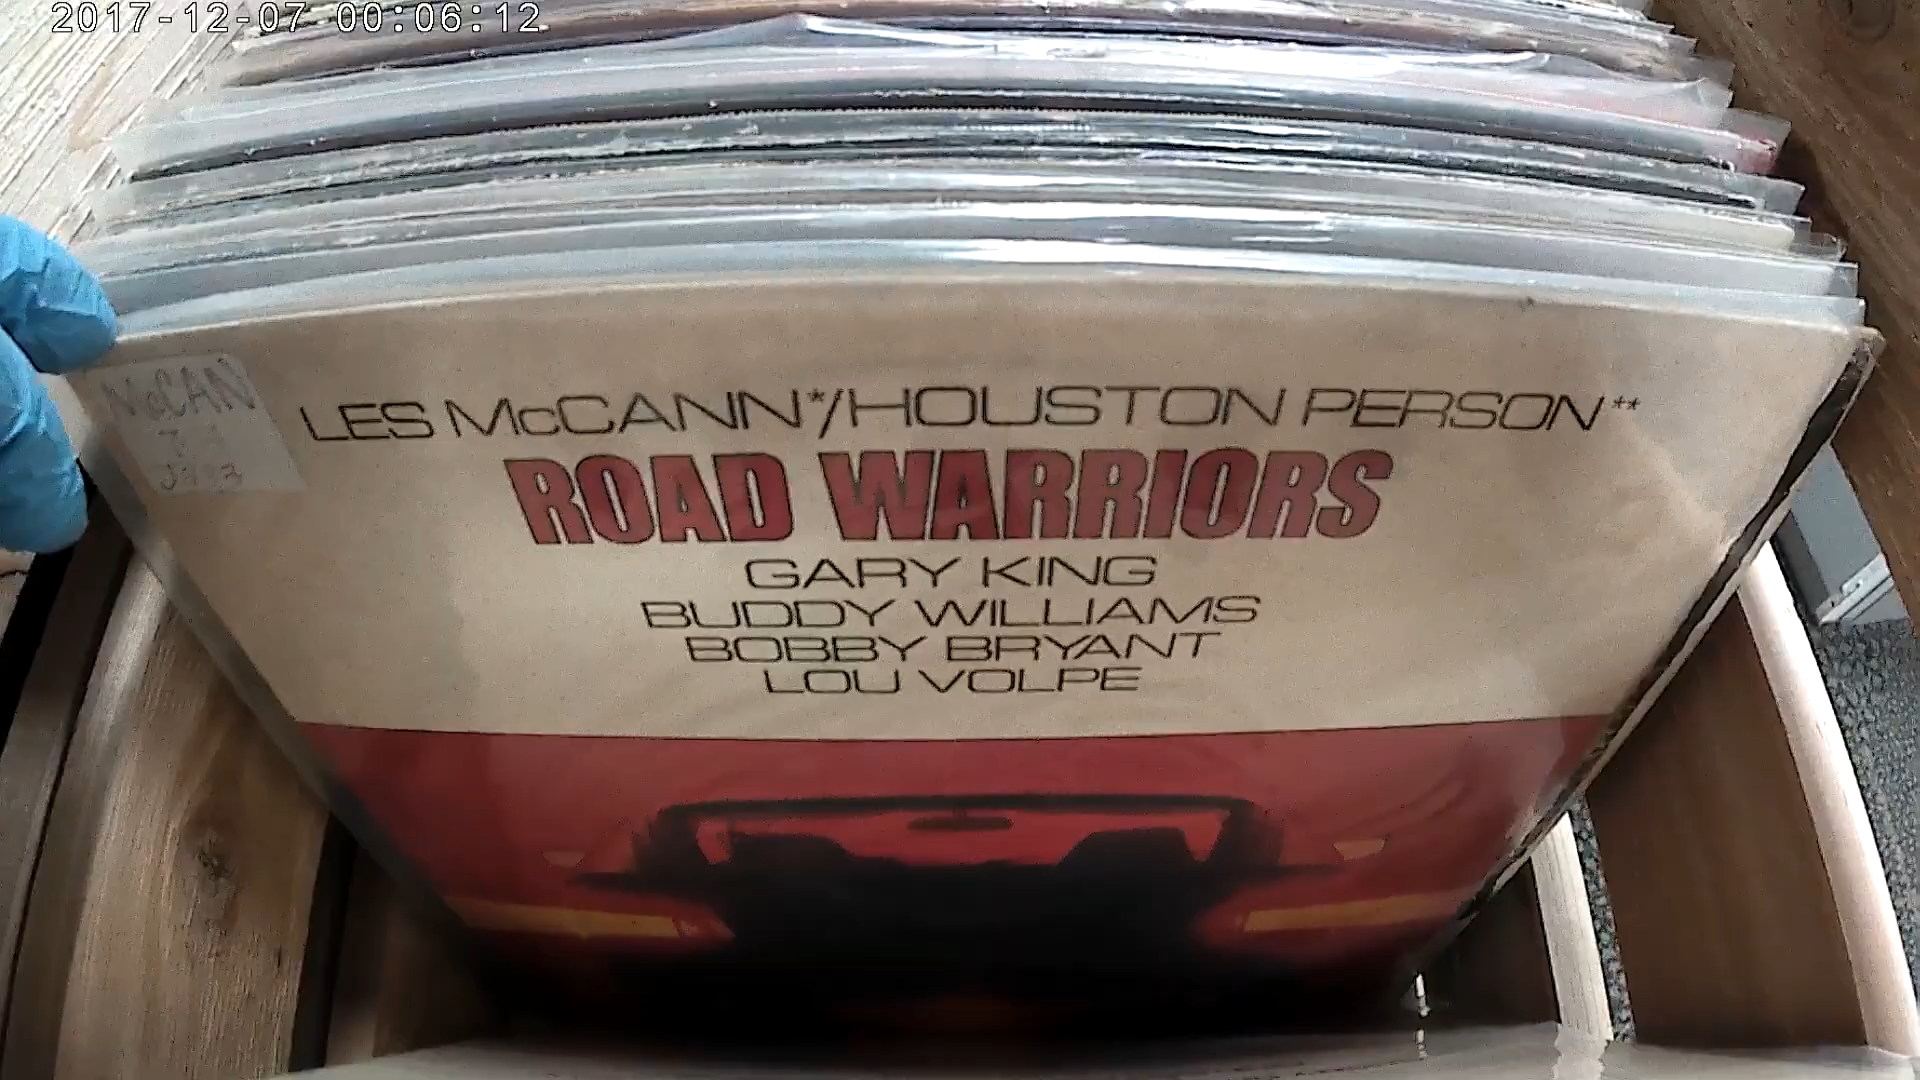 2017-12-07 00:06:12
McCAN
LES McCANN*/HOUSTON PERSON**
ROAD WARRIORS
GARY KING
BUDDY WILLIAMS
BOBBY BRYANT
LOU VOLPE